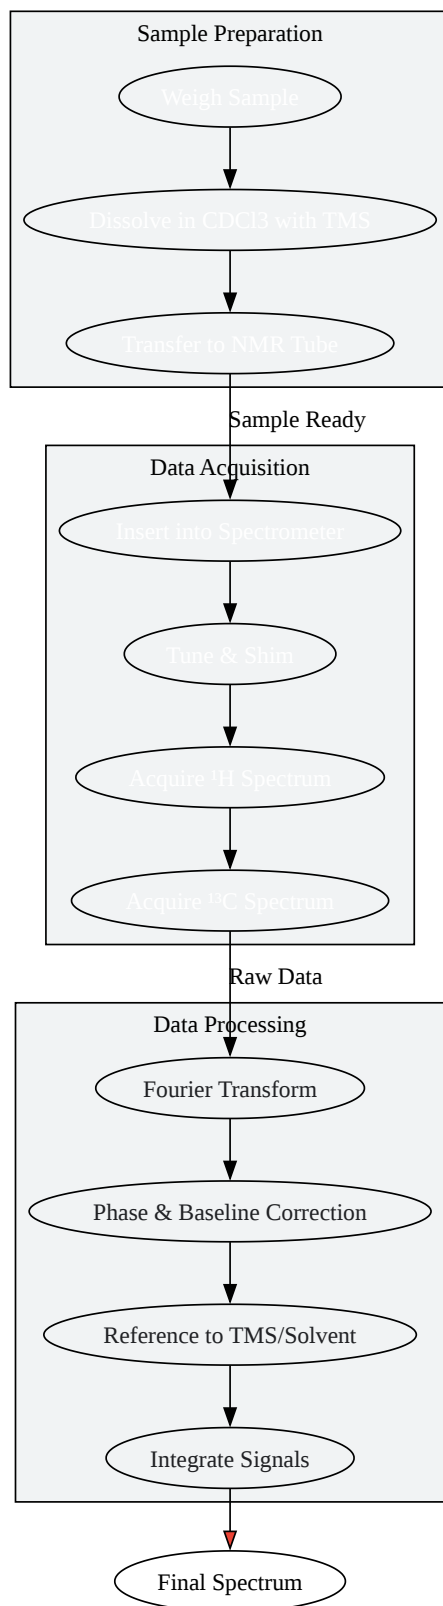 Sample Preparation
Weigh Sample
Dissolve in CDCl3 with TMS
Transfer to NMR Tube
Sample Ready
Data Acquisition
Insert into Spectrometer
Tune & Shim
Acquire ¹H Spectrum
Acquire ¹³C Spectrum
Raw Data
Data Processing
Fourier Transform
Phase & Baseline Correction
Reference to TMS/Solvent
Integrate Signals
Final Spectrum